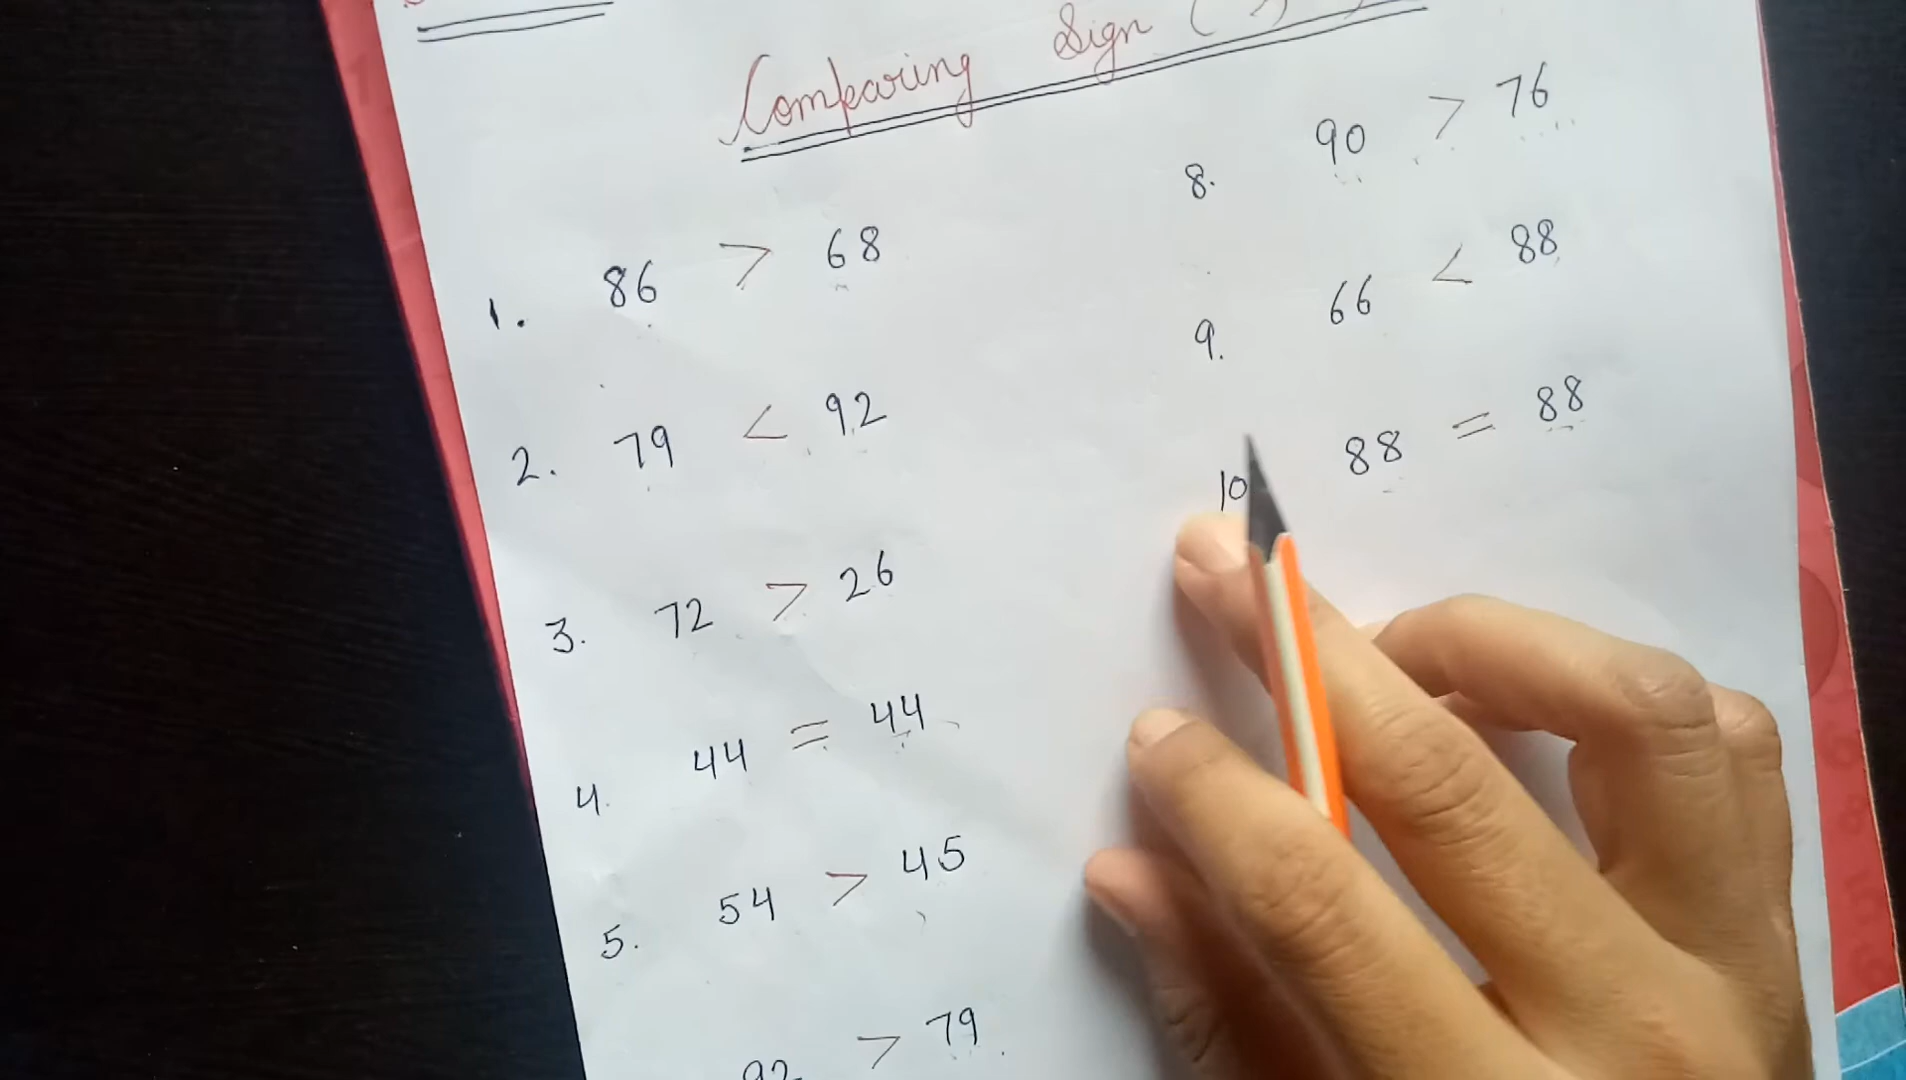 Comparing Sign (
1. 86 > 68
2. 79 < 92
3. 72 > 26
4. 44 = 44
5. 54 > 45
92 > 79
8. 90 > 76
9. 66 < 88
10 88 = 88